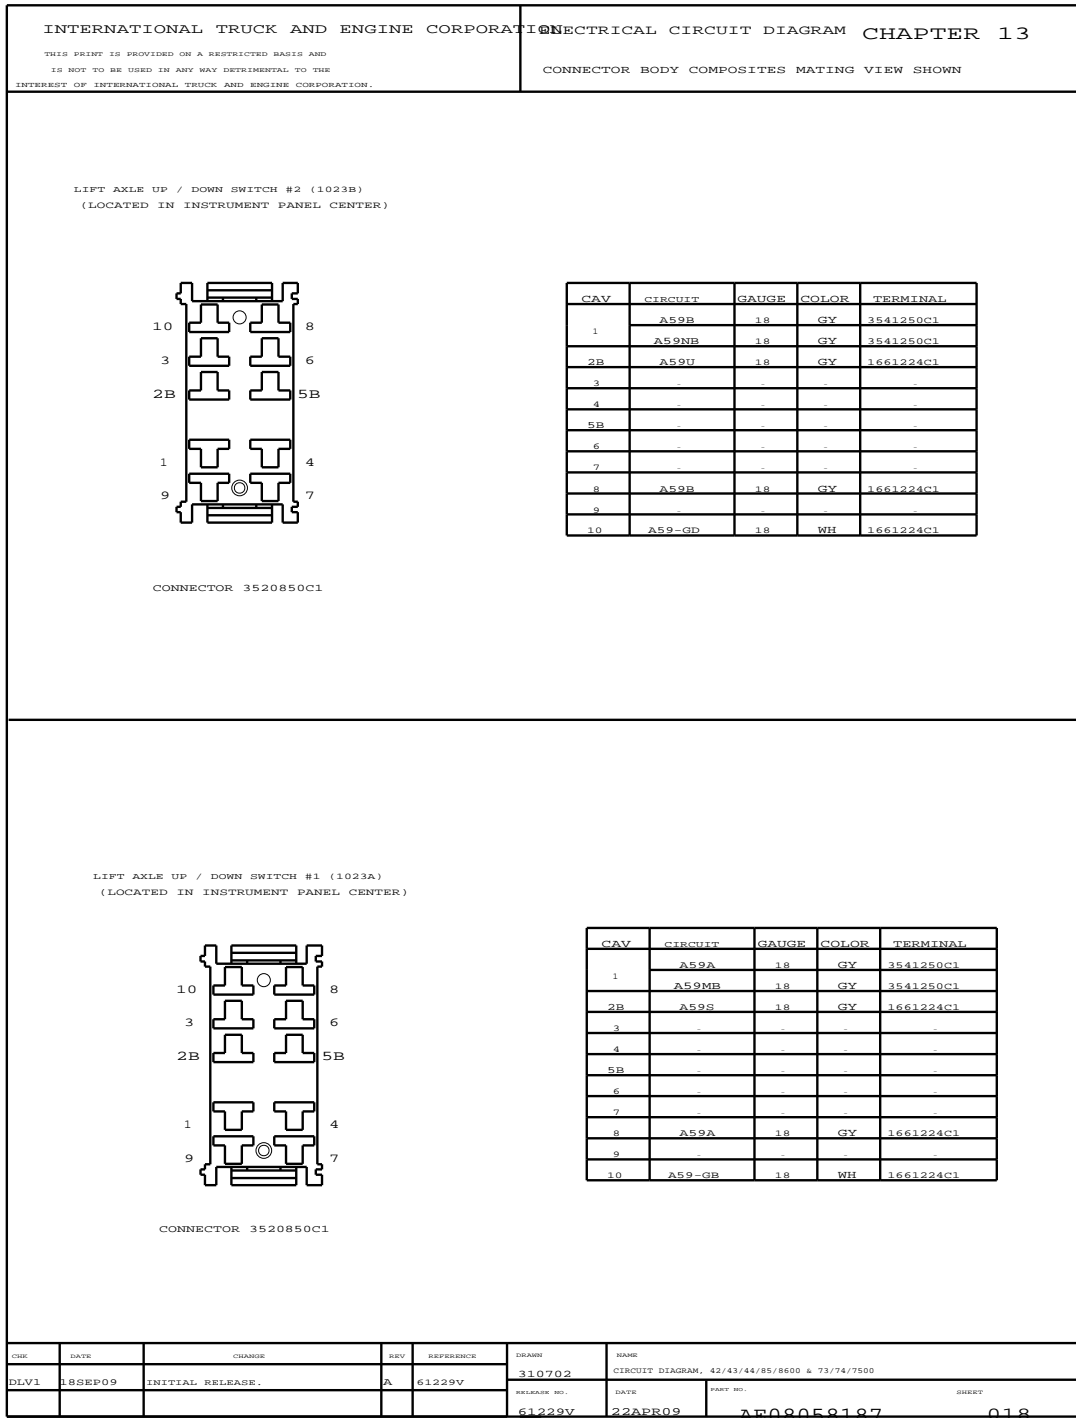 INTERNATIONAL TRUCK AND ENGINE CORPORATION
THIS PRINT IS PROVIDED ON A RESTRICTED BASIS AND
IS NOT TO BE USED IN ANY WAY DETRIMENTAL TO THE
INTEREST OF INTERNATIONAL TRUCK AND ENGINE CORPORATION.
ELECTRICAL CIRCUIT DIAGRAM CHAPTER 13
CONNECTOR BODY COMPOSITES MATING VIEW SHOWN
LIFT AXLE UP / DOWN SWITCH #2 (1023B)
(LOCATED IN INSTRUMENT PANEL CENTER)
10 8
3 6
2B 5B
1 4
9 7
CONNECTOR 3520850C1
CAV CIRCUIT GAUGE COLOR TERMINAL
1 A59B 18 GY 3541250C1
A59NB 18 GY 3541250C1
2B A59U 18 GY 1661224C1
3 - - - -
4 - - - -
5B - - - -
6 - - - -
7 - - - -
8 A59B 18 GY 1661224C1
9 - - - -
10 A59-GD 18 WH 1661224C1
LIFT AXLE UP / DOWN SWITCH #1 (1023A)
(LOCATED IN INSTRUMENT PANEL CENTER)
10 8
3 6
2B 5B
1 4
9 7
CONNECTOR 3520850C1
CAV CIRCUIT GAUGE COLOR TERMINAL
1 A59A 18 GY 3541250C1
A59MB 18 GY 3541250C1
2B A59S 18 GY 1661224C1
3 - - - -
4 - - - -
5B - - - -
6 - - - -
7 - - - -
8 A59A 18 GY 1661224C1
9 - - - -
10 A59-GB 18 WH 1661224C1
CHK DATE CHANGE REV REFERENCE
DLV1 18SEP09 INITIAL RELEASE. A 61229V
DRAWN
310702
NAME
CIRCUIT DIAGRAM, 42/43/44/85/8600 & 73/74/7500
RELEASE NO.
61229V
DATE
22APR09
PART NO.
AE08058187
SHEET
018